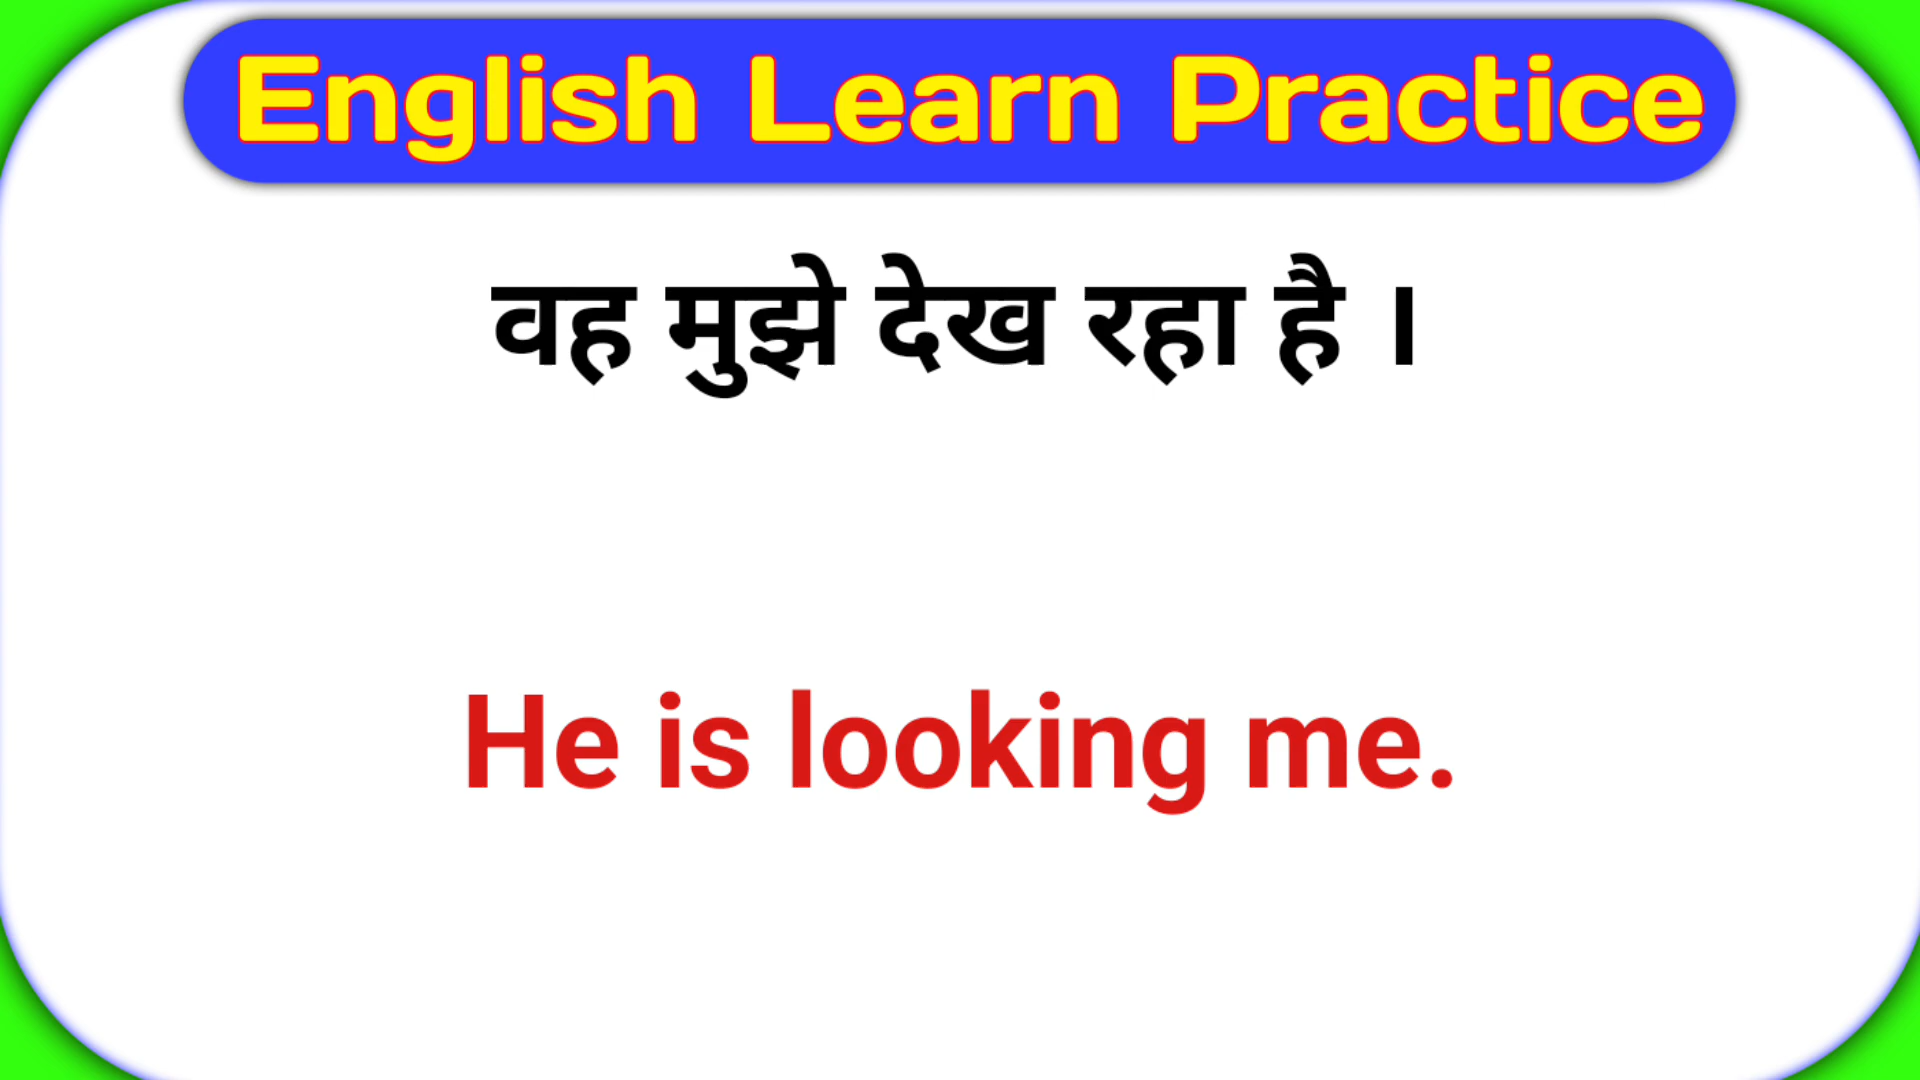 English Learn Practice
वह मुझे देख रहा है ।
He is looking me.